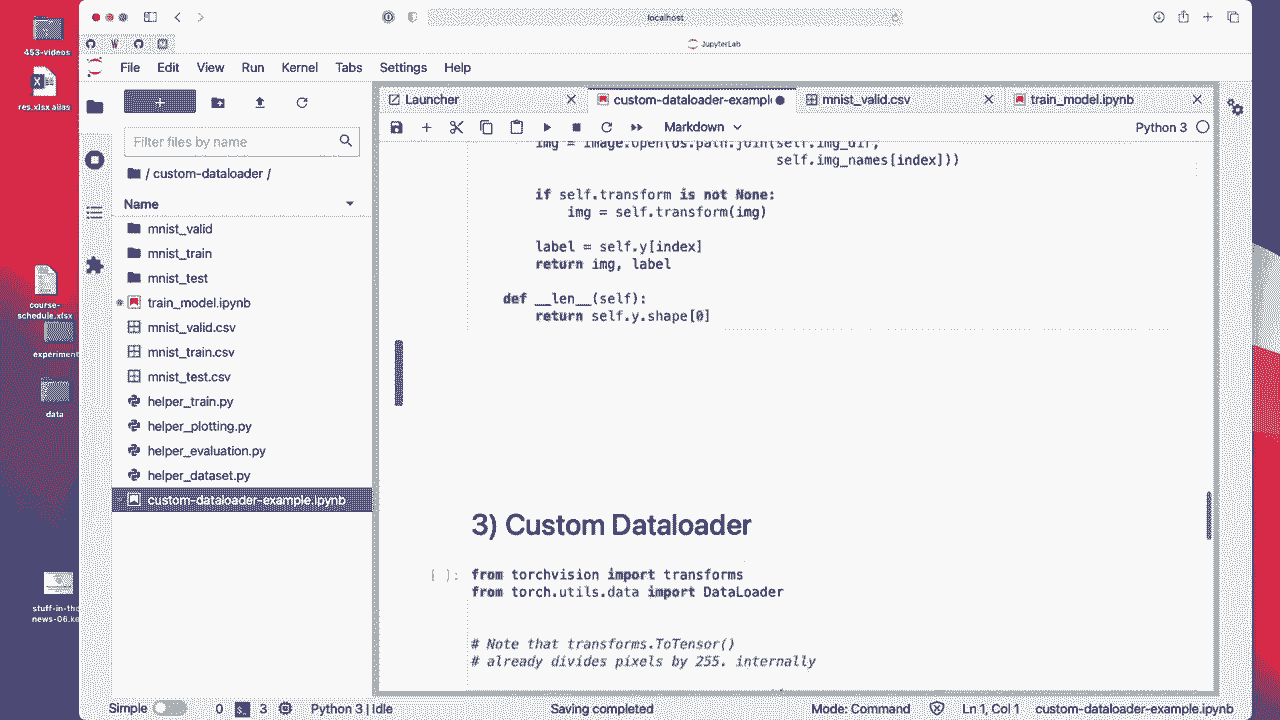 localhost
JupyterLab
453-videos
res.xlsx alias
course-
schedule.xlsx
experiment
data
stuff-in-the
news-06.ke
File Edit View Run Kernel Tabs Settings Help
Filter files by name
/ custom-dataloader /
Name
mnist_valid
mnist_train
mnist_test
train_model.ipynb
mnist_valid.csv
mnist_train.csv
mnist_test.csv
helper_train.py
helper_plotting.py
helper_evaluation.py
helper_dataset.py
custom-dataloader-example.ipynb
Launcher custom-dataloader-example mnist_valid.csv train_model.ipynb
Markdown Python 3
img = Image.open(os.path.join(self.img_dir,
self.img_names[index]))
if self.transform is not None:
img = self.transform(img)
label = self.y[index]
return img, label
def __len__(self):
return self.y.shape[0]
3) Custom Dataloader
[ ]: from torchvision import transforms
from torch.utils.data import DataLoader
# Note that transforms.ToTensor()
# already divides pixels by 255. internally
Simple 0 3 Python 3 | Idle Saving completed Mode: Command Ln 1, Col 1 custom-dataloader-example.ipynb